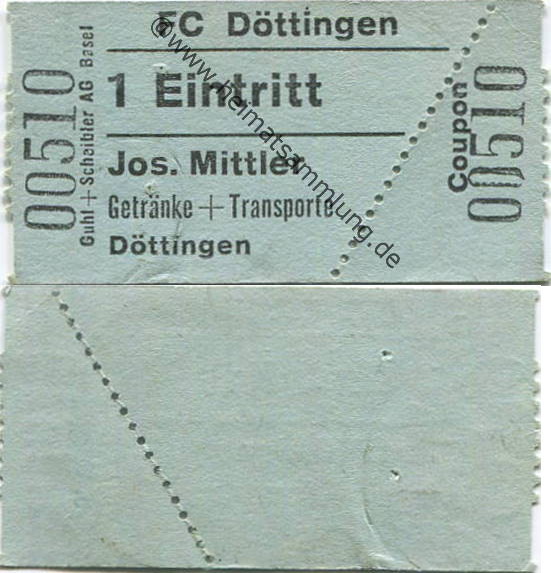 FC Döttingen
1 Eintritt
Jos. Mittler
Getränke + Transporte
Döttingen
00510
Guhl + Scheibler AG Basel
Coupon
00510
©www.heimatsammlung.de